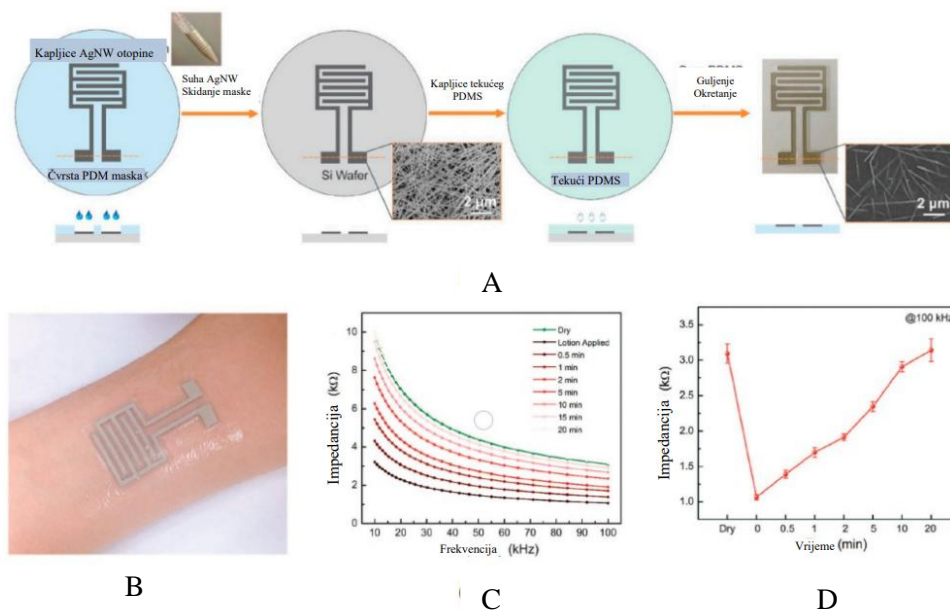 Kapljice AgNW otopine
Suha AgNW
Skidanje maske
Kapljice tekućeg
PDMS
Guljenje
Okretanje
Čvrsta PDM maska
Si Wafer
2 µm
Tekući PDMS
2 µm
A
B
Impedancija (kΩ)
10
8
6
4
2
0
Dry
Lotion Applied
0.5 min
1 min
2 min
5 min
10 min
15 min
20 min
10 20 30 40 50 60 70 80 90 100
Frekvencija (kHz)
C
@100 kHz
Impedancija (kΩ)
3.5
3.0
2.5
2.0
1.5
1.0
Dry 0 0.5 1 2 5 10 20
Vrijeme (min)
D